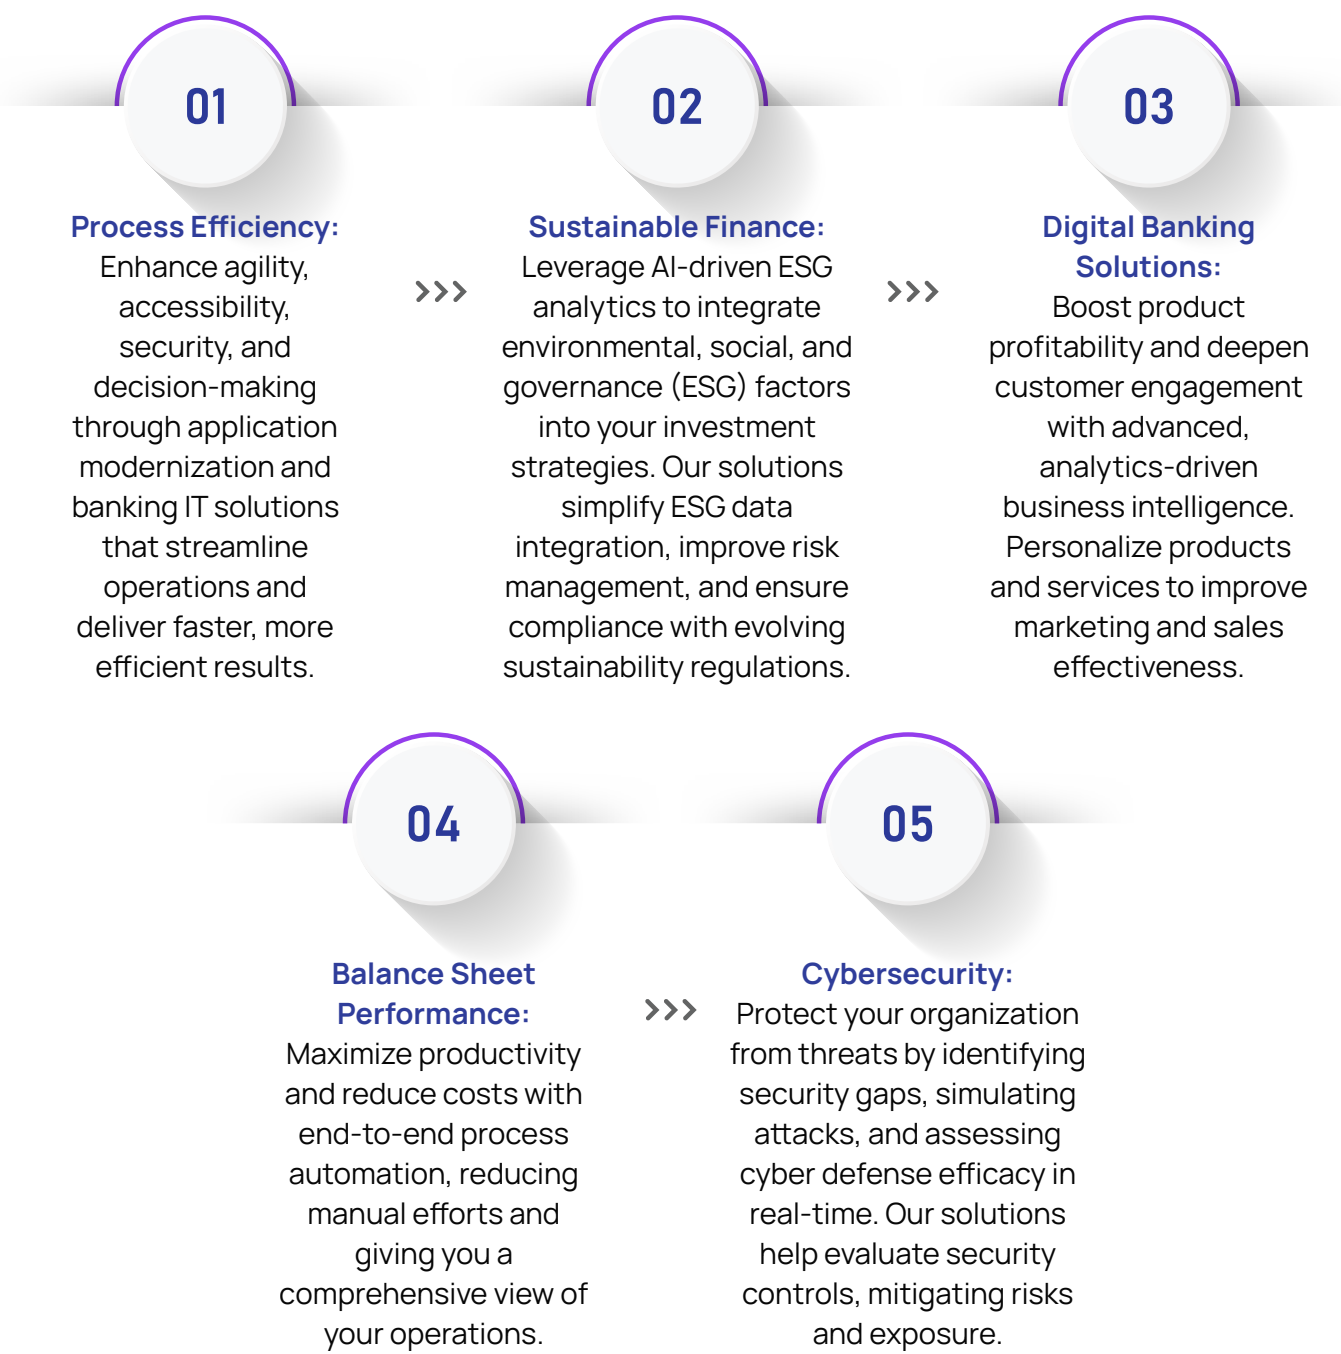 01
Process Efficiency:
Enhance agility,
accessibility,
security, and
decision-making
through application
modernization and
banking IT solutions
that streamline
operations and
deliver faster, more
efficient results.
02
Sustainable Finance:
Leverage AI-driven ESG
analytics to integrate
environmental, social, and
governance (ESG) factors
into your investment
strategies. Our solutions
simplify ESG data
integration, improve risk
management, and ensure
compliance with evolving
sustainability regulations.
03
Digital Banking
Solutions:
Boost product
profitability and deepen
customer engagement
with advanced,
analytics-driven
business intelligence.
Personalize products
and services to improve
marketing and sales
effectiveness.
04
Balance Sheet
Performance:
Maximize productivity
and reduce costs with
end-to-end process
automation, reducing
manual efforts and
giving you a
comprehensive view of
your operations.
05
Cybersecurity:
Protect your organization
from threats by identifying
security gaps, simulating
attacks, and assessing
cyber defense efficacy in
real-time. Our solutions
help evaluate security
controls, mitigating risks
and exposure.